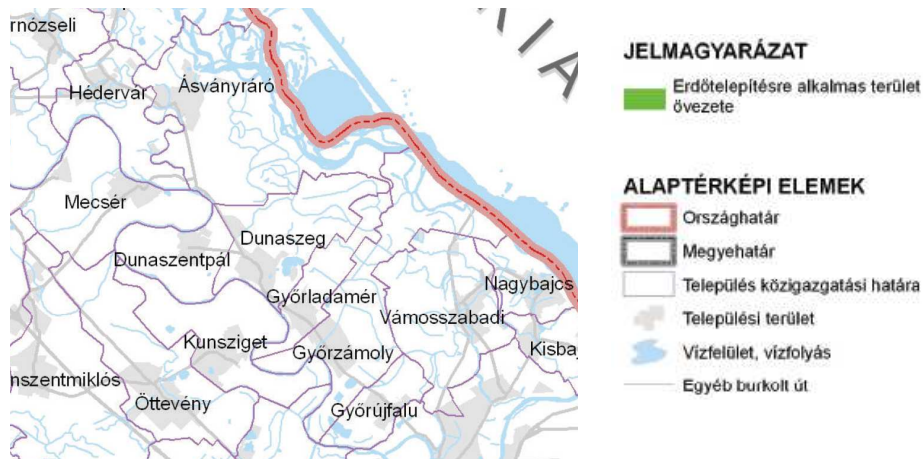 rnózseli
Hédervár
Ásványráró
KIA
Mecsér
Dunaszeg
Dunaszentpál
Győrladamér
Nagybajcs
Vámosszabadi
Kunsziget
Győrzámoly
Kisba
nszentmiklós
Öttevény
Győrújfalu
JELMAGYARÁZAT
Erdőtelepítésre alkalmas terület
övezete
ALAPTÉRKÉPI ELEMEK
Országhatár
Megyehatár
Település közigazgatási határa
Települési terület
Vízfelület, vízfolyás
Egyéb burkolt út